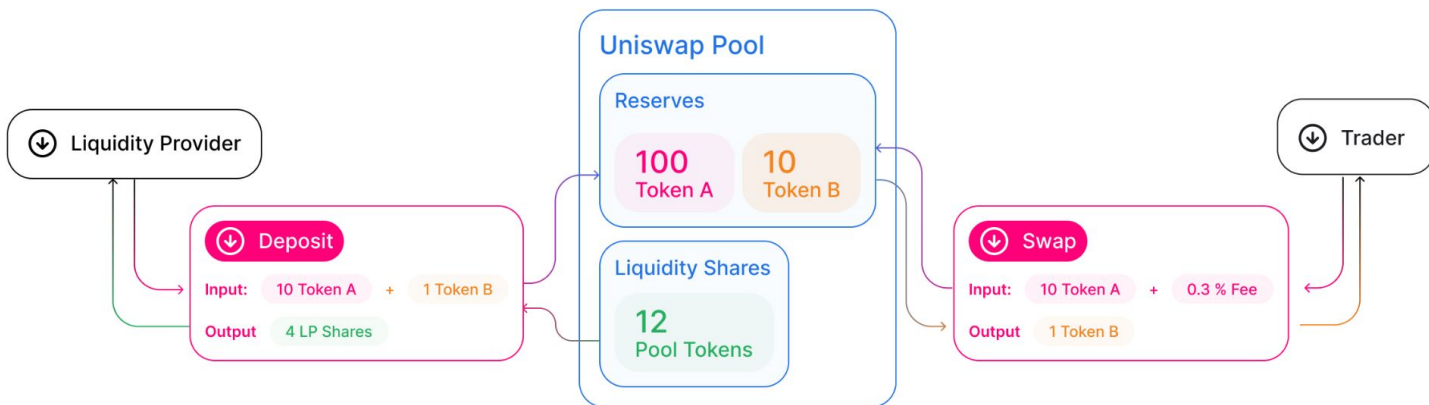 Uniswap Pool
Reserves
100
Token A
10
Token B
Liquidity Provider
Trader
Deposit
Input: 10 Token A + 1 Token B
Output 4 LP Shares
Liquidity Shares
12
Pool Tokens
Swap
Input: 10 Token A + 0.3 % Fee
Output 1 Token B